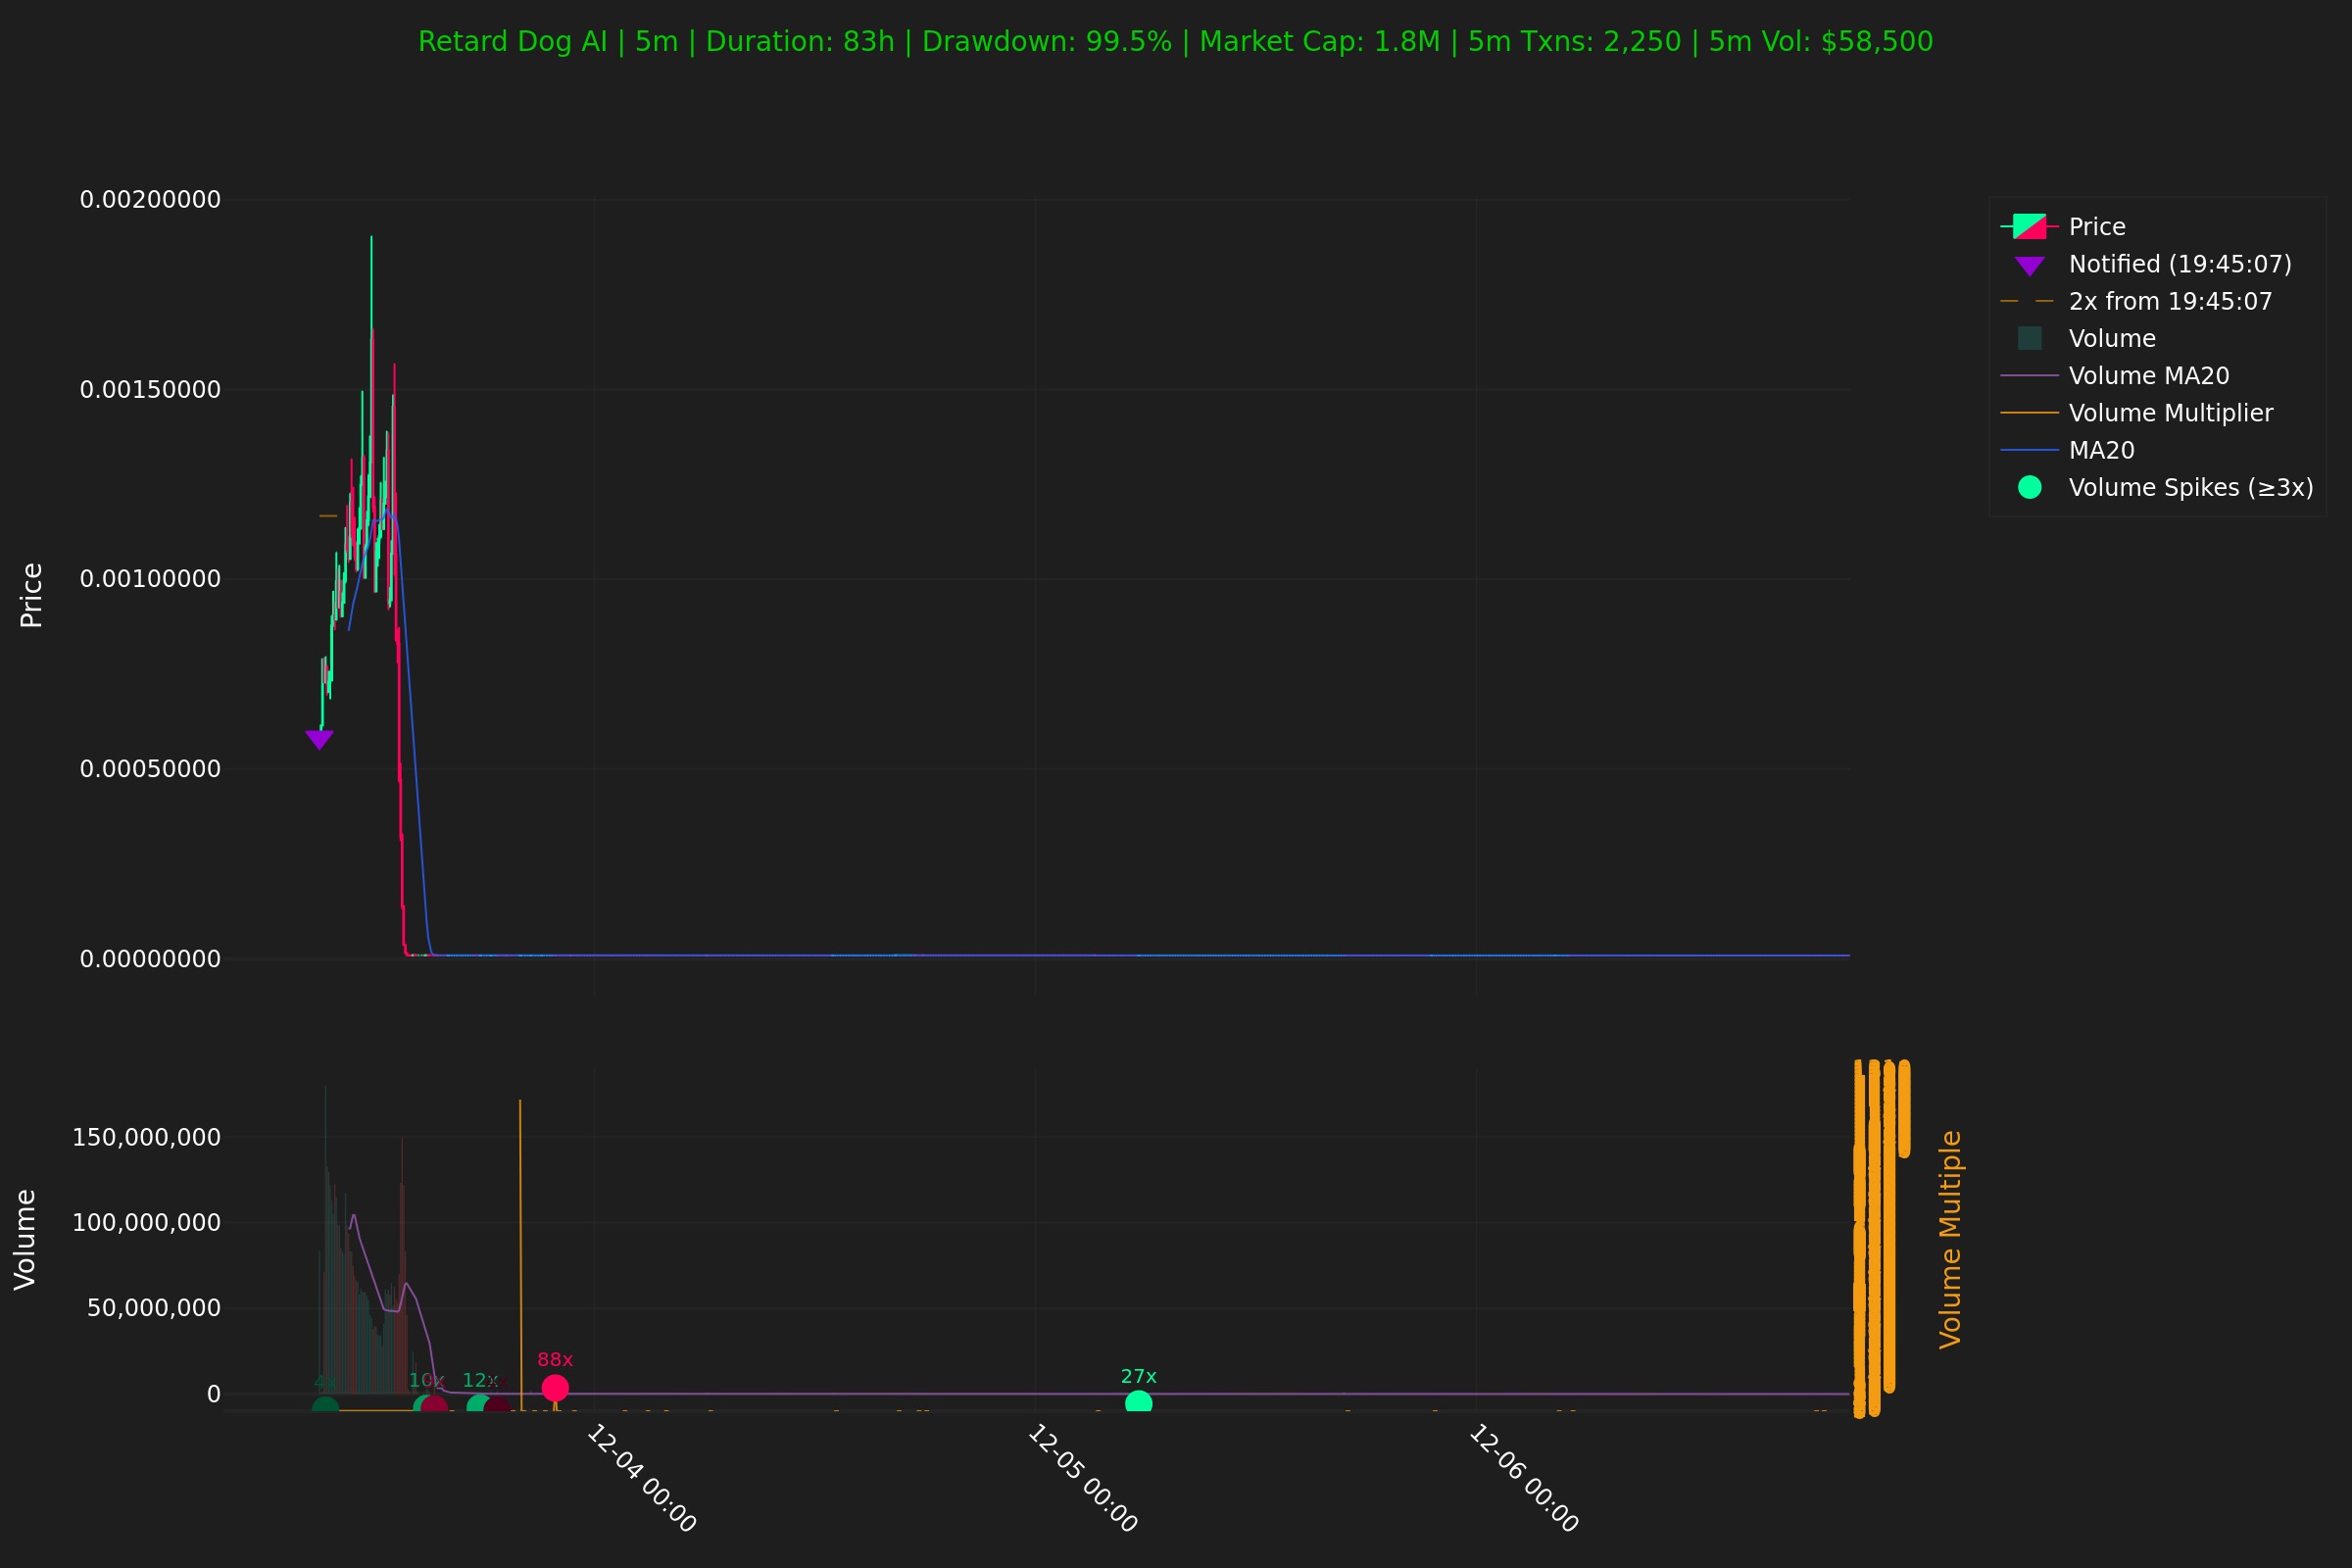 Retard Dog AI | 5m | Duration: 83h | Drawdown: 99.5% | Market Cap: 1.8M | 5m Txns: 2,250 | 5m Vol: $58,500
0.00200000
0.00150000
0.00100000
0.00050000
0.00000000
Price
Price
Notified (19:45:07)
2x from 19:45:07
Volume
Volume MA20
Volume Multiplier
MA20
Volume Spikes (≥3x)
150,000,000
100,000,000
50,000,000
0
Volume
10x
12x
88x
27x
Volume Multiple
12-04 00:00
12-05 00:00
12-06 00:00